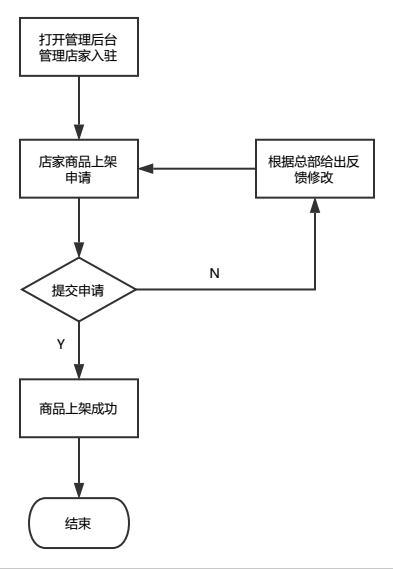 打开管理后台
管理店家入驻
店家商品上架
申请
根据总部给出反
馈修改
提交申请
N
Y
商品上架成功
结束